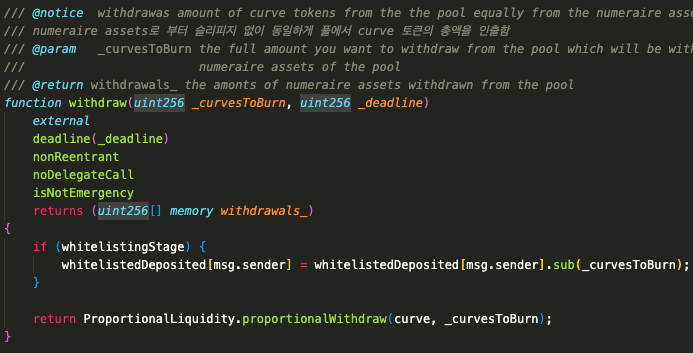 /// @notice  withdrawas amount of curve tokens from the the pool equally from the numeraire ass
/// numeraire assets로 부터 슬리피지 없이 동일하게 풀에서 curve 토큰의 총액을 인출함
/// @param   _curvesToBurn the full amount you want to withdraw from the pool which will be with
///                        numeraire assets of the pool
/// @return withdrawals_ the amonts of numeraire assets withdrawn from the pool
function withdraw(uint256 _curvesToBurn, uint256 _deadline)
    external
    deadline(_deadline)
    nonReentrant
    noDelegateCall
    isNotEmergency
    returns (uint256[] memory withdrawals_)
{
    if (whitelistingStage) {
        whitelistedDeposited[msg.sender] = whitelistedDeposited[msg.sender].sub(_curvesToBurn);
    }

    return ProportionalLiquidity.proportionalWithdraw(curve, _curvesToBurn);
}